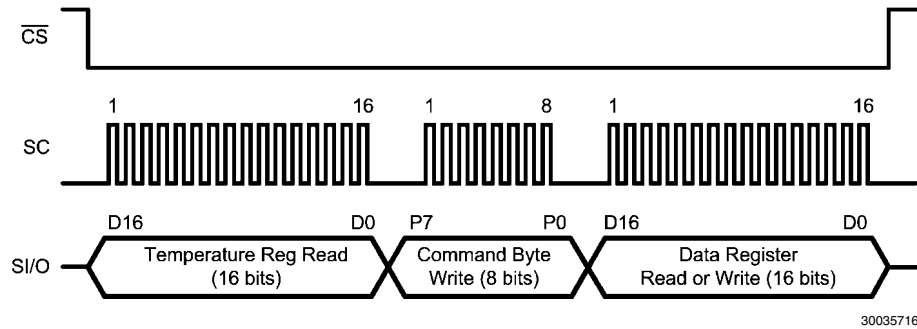 CS
1 16 1 8 1 16
SC
D16 D0 P7 P0 D16 D0
SI/O Temperature Reg Read Command Byte Data Register
(16 bits) Write (8 bits) Read or Write (16 bits)
30035716